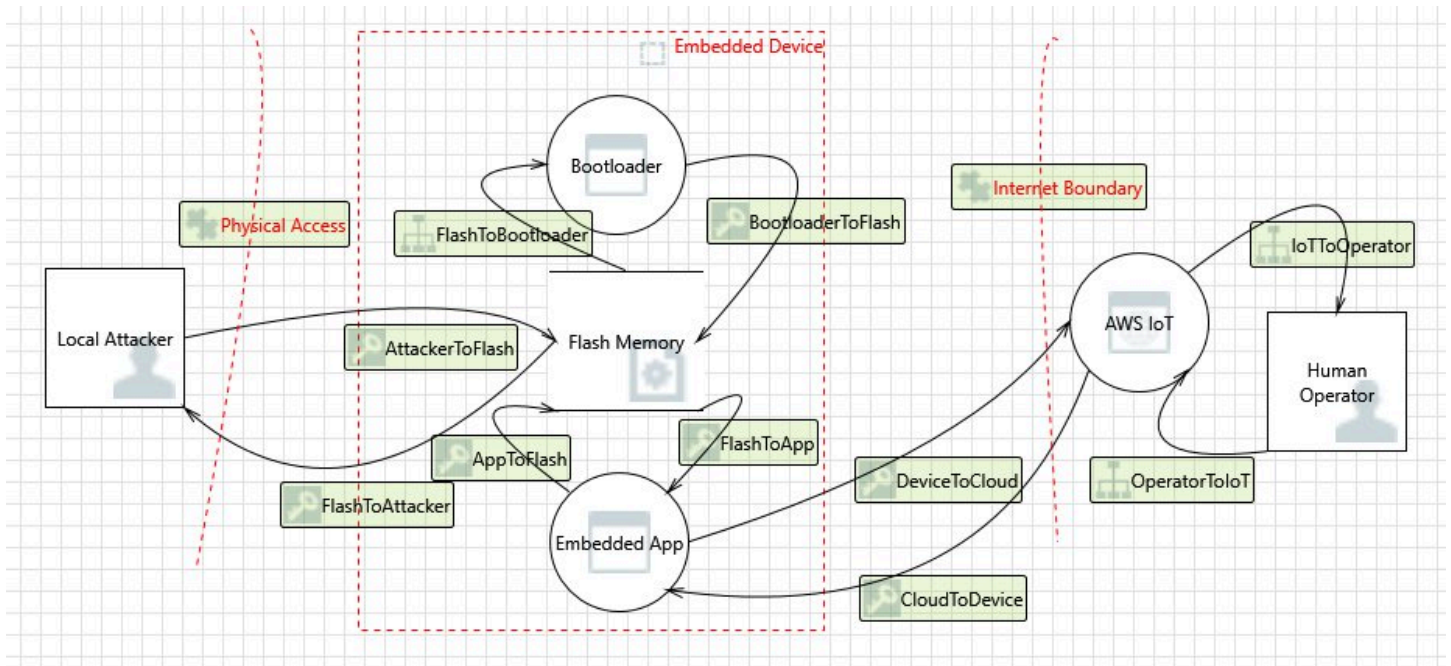 Embedded Device
Bootloader
Physical Access
FlashToBootloader
BootloaderToFlash
Internet Boundary
IoTToOperator
Local Attacker
AttackerToFlash
Flash Memory
AWS IoT
Human
Operator
AppToFlash
FlashToApp
FlashToAttacker
DeviceToCloud
OperatorToIoT
Embedded App
CloudToDevice